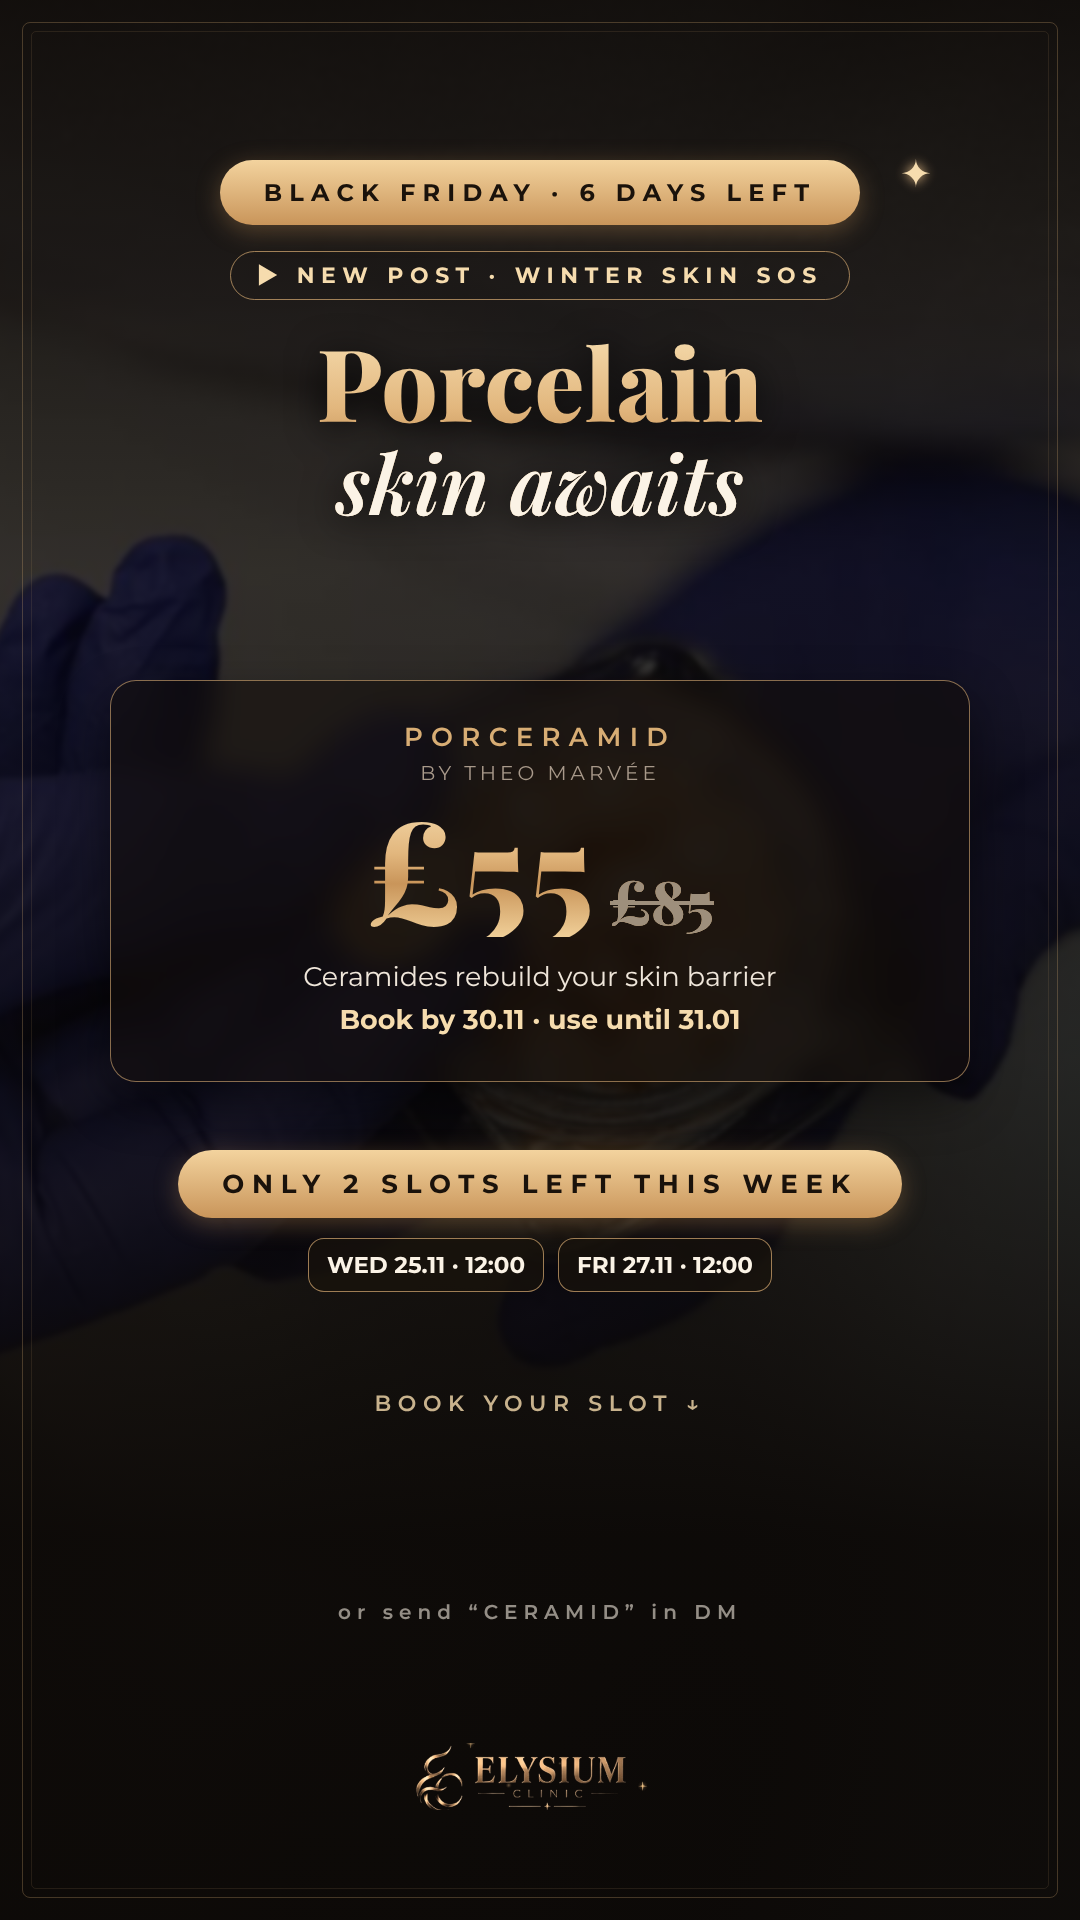 BLACK FRIDAY · 6 DAYS LEFT
▶ NEW POST · WINTER SKIN SOS
Porcelain
skin awaits
PORCERAMID
BY THEO MARVÉE
£55 £85
Ceramides rebuild your skin barrier
Book by 30.11 · use until 31.01
ONLY 2 SLOTS LEFT THIS WEEK
WED 25.11 · 12:00 FRI 27.11 · 12:00
BOOK YOUR SLOT ↓
or send “CERAMID” in DM
ELYSIUM
CLINIC